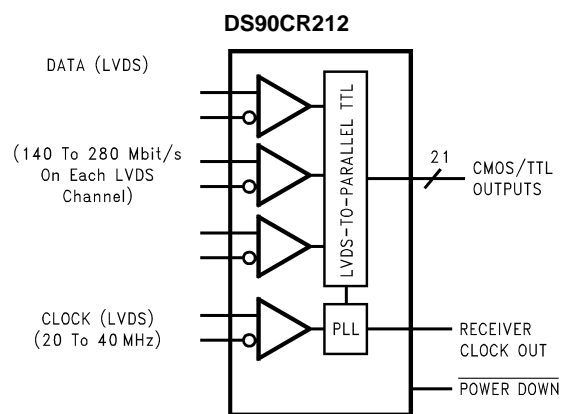 DS90CR212
DATA (LVDS)
(140 To 280 Mbit/s
On Each LVDS
Channel)
CLOCK (LVDS)
(20 To 40 MHz)
LVDS-TO-PARALLEL TTL
PLL
21
CMOS/TTL
OUTPUTS
RECEIVER
CLOCK OUT
POWER DOWN